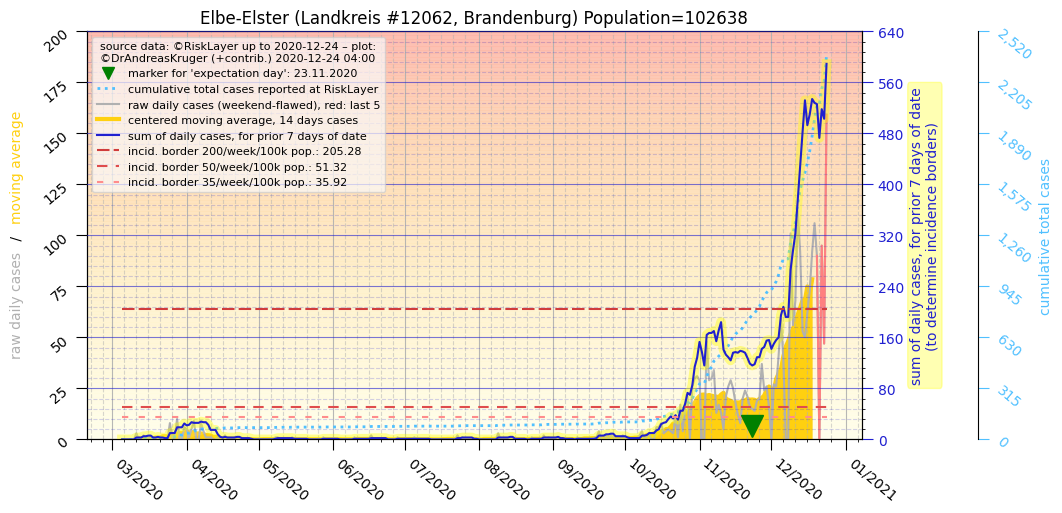 Elbe-Elster (Landkreis #12062, Brandenburg) Population=102638
source data: ©RiskLayer up to 2020-12-24 – plot:
©DrAndreasKruger (+contrib.) 2020-12-24 04:00
marker for 'expectation day': 23.11.2020
cumulative total cases reported at RiskLayer
raw daily cases (weekend-flawed), red: last 5
centered moving average, 14 days cases
sum of daily cases, for prior 7 days of date
incid. border 200/week/100k pop.: 205.28
incid. border 50/week/100k pop.: 51.32
incid. border 35/week/100k pop.: 35.92
raw daily cases / moving average
200
175
150
125
100
75
50
25
0
03/2020
04/2020
05/2020
06/2020
07/2020
08/2020
09/2020
10/2020
11/2020
12/2020
01/2021
640
560
480
400
320
240
160
80
0
sum of daily cases, for prior 7 days of date
(to determine incidence borders)
2,520
2,205
1,890
1,575
1,260
945
630
315
0
cumulative total cases